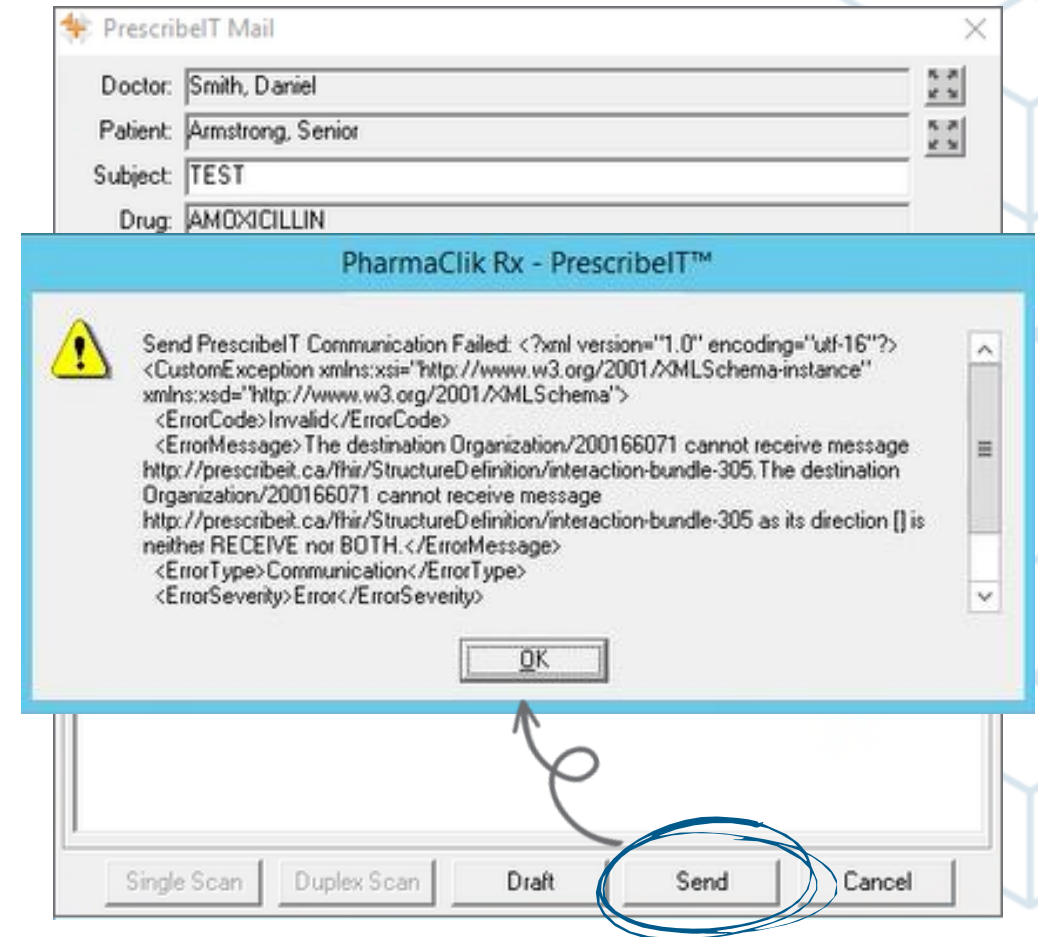 PrescribeIT Mail
Doctor: Smith, Daniel
Patient: Armstrong, Senior
Subject: TEST
Drug: AMOXICILLIN
PharmaClik Rx - PrescribeIT™
Send PrescribeIT Communication Failed: <?xml version="1.0" encoding="utf-16"?>
<CustomException xmlns:xsi="http://www.w3.org/2001/XMLSchema-instance"
xmlns:xsd="http://www.w3.org/2001/XMLSchema">
<ErrorCode>Invalid</ErrorCode>
<ErrorMessage>The destination Organization/200166071 cannot receive message
http://prescribeit.ca/fhir/StructureDefinition/interaction-bundle-305.The destination
Organization/200166071 cannot receive message
http://prescribeit.ca/fhir/StructureDefinition/interaction-bundle-305 as its direction [] is
neither RECEIVE nor BOTH.</ErrorMessage>
<ErrorType>Communication</ErrorType>
<ErrorSeverity>Error</ErrorSeverity>
OK
Single Scan Duplex Scan Draft Send Cancel